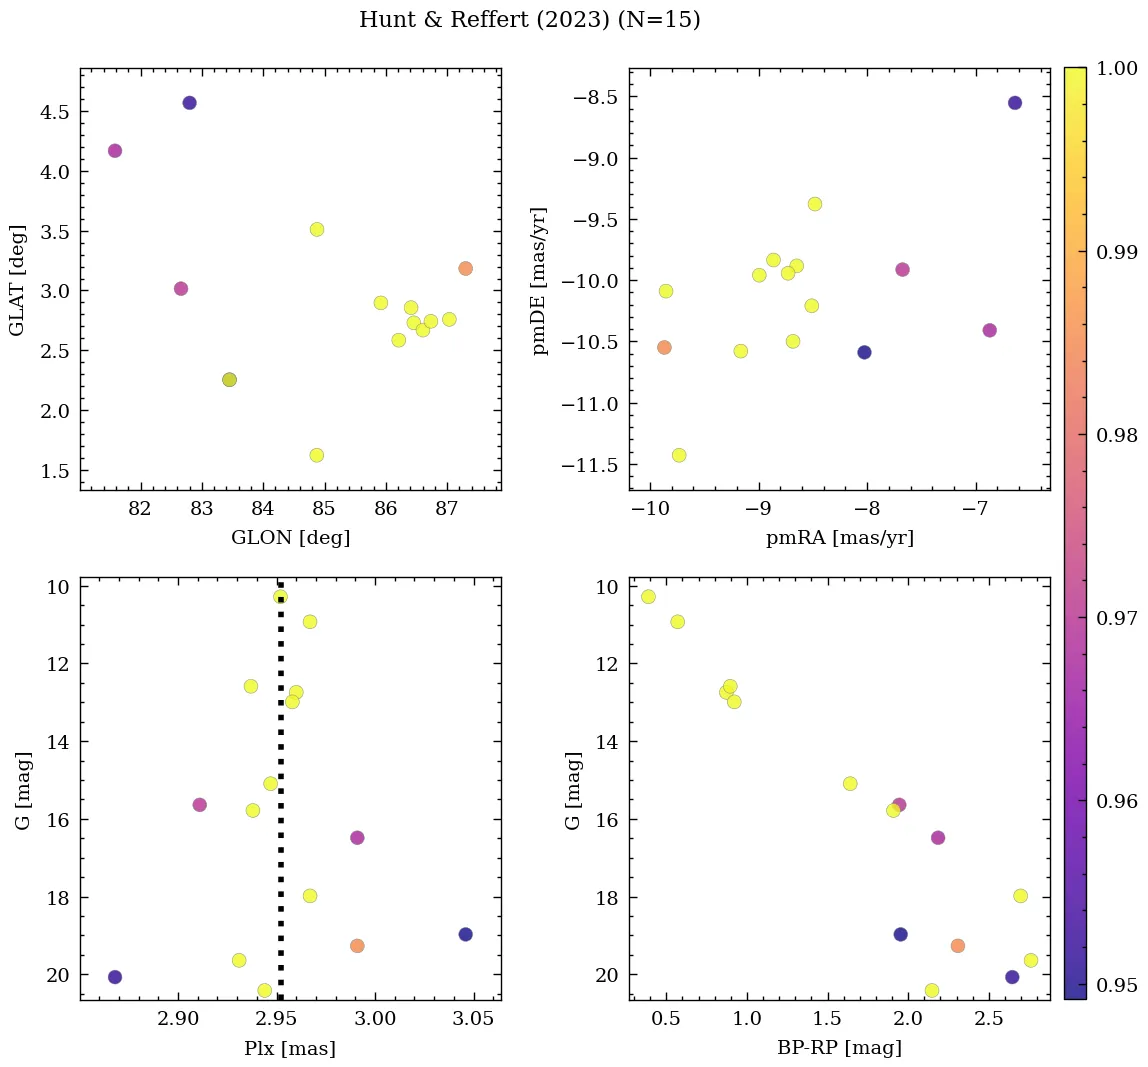 Hunt & Reffert (2023) (N=15)
4.5
4.0
3.5
3.0
2.5
2.0
1.5
GLAT [deg]
82 83 84 85 86 87
GLON [deg]
−8.5
−9.0
−9.5
−10.0
−10.5
−11.0
−11.5
pmDE [mas/yr]
−10 −9 −8 −7
pmRA [mas/yr]
10
12
14
16
18
20
G [mag]
2.90 2.95 3.00 3.05
Plx [mas]
10
12
14
16
18
20
G [mag]
0.5 1.0 1.5 2.0 2.5
BP-RP [mag]
1.00
0.99
0.98
0.97
0.96
0.95